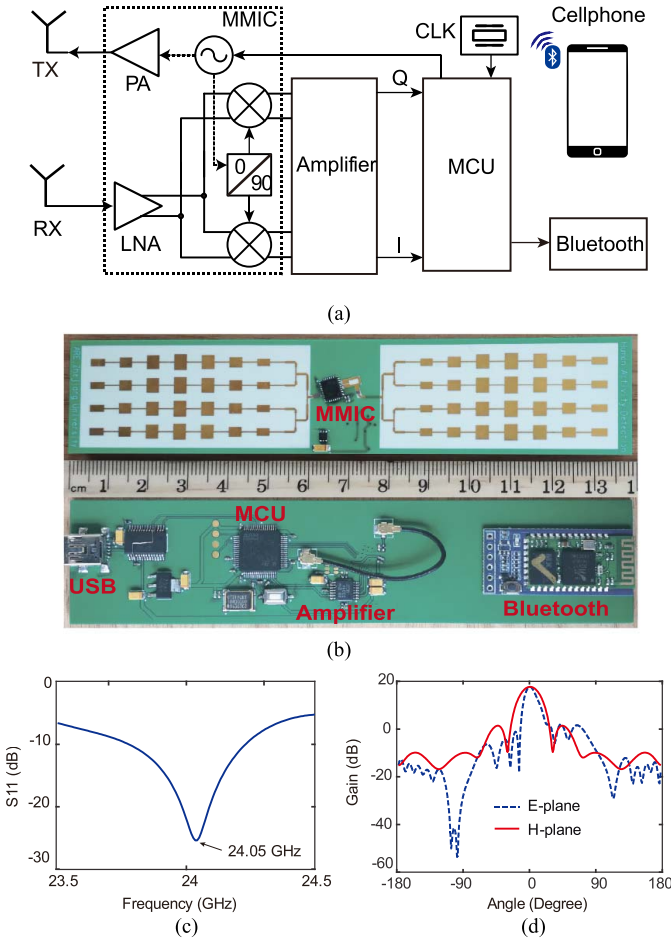 MMIC
CLK
Cellphone
TX
PA
Q
0
90
Amplifier
MCU
RX
LNA
I
Bluetooth
(a)
MMIC
cm 1 2 3 4 5 6 7 8 9 10 11 12 13 1
MCU
USB
Amplifier
Bluetooth
(b)
0
-10
-20
-30
S11 (dB)
24.05 GHz
23.5 24 24.5
Frequency (GHz)
(c)
20
0
-20
-40
-60
Gain (dB)
E-plane
H-plane
-180 -90 0 90 180
Angle (Degree)
(d)